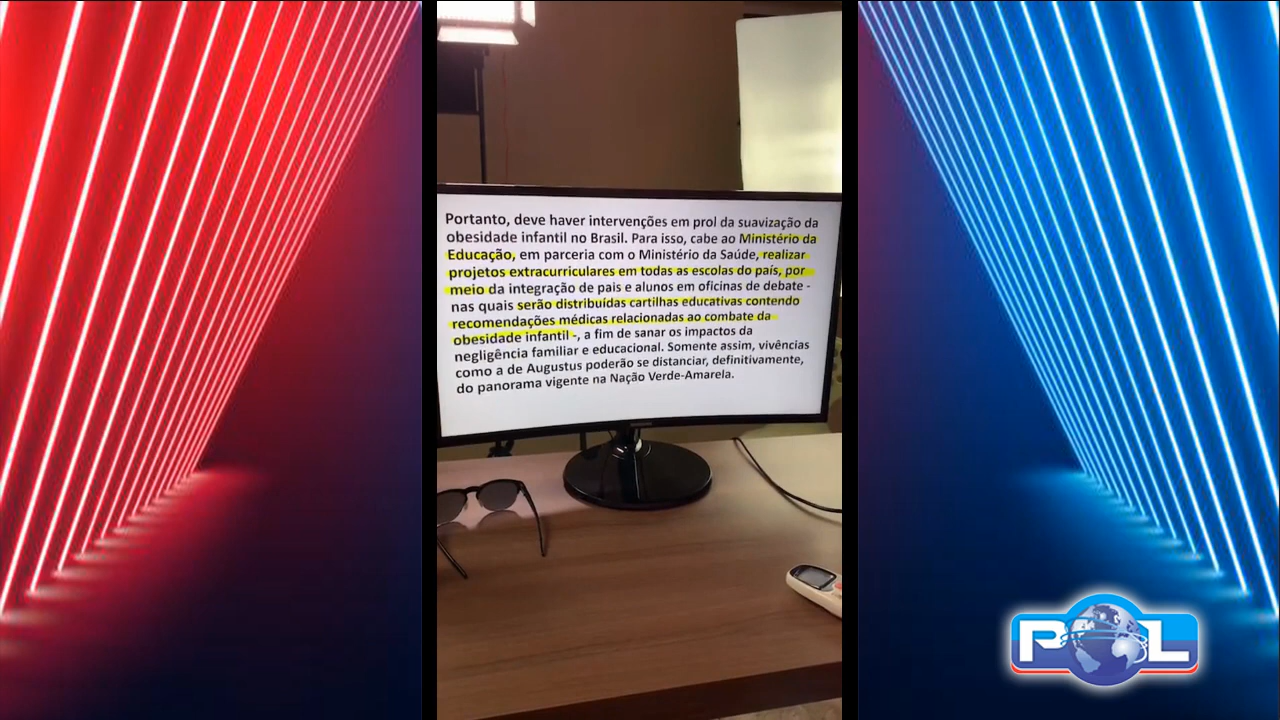 Portanto, deve haver intervenções em prol da suavização da
obesidade infantil no Brasil. Para isso, cabe ao Ministério da
Educação, em parceria com o Ministério da Saúde, realizar
projetos extracurriculares em todas as escolas do país, por
meio da integração de pais e alunos em oficinas de debate -
nas quais serão distribuídas cartilhas educativas contendo
recomendações médicas relacionadas ao combate da
obesidade infantil -, a fim de sanar os impactos da
negligência familiar e educacional. Somente assim, vivências
como a de Augustus poderão se distanciar, definitivamente,
do panorama vigente na Nação Verde-Amarela.
POL